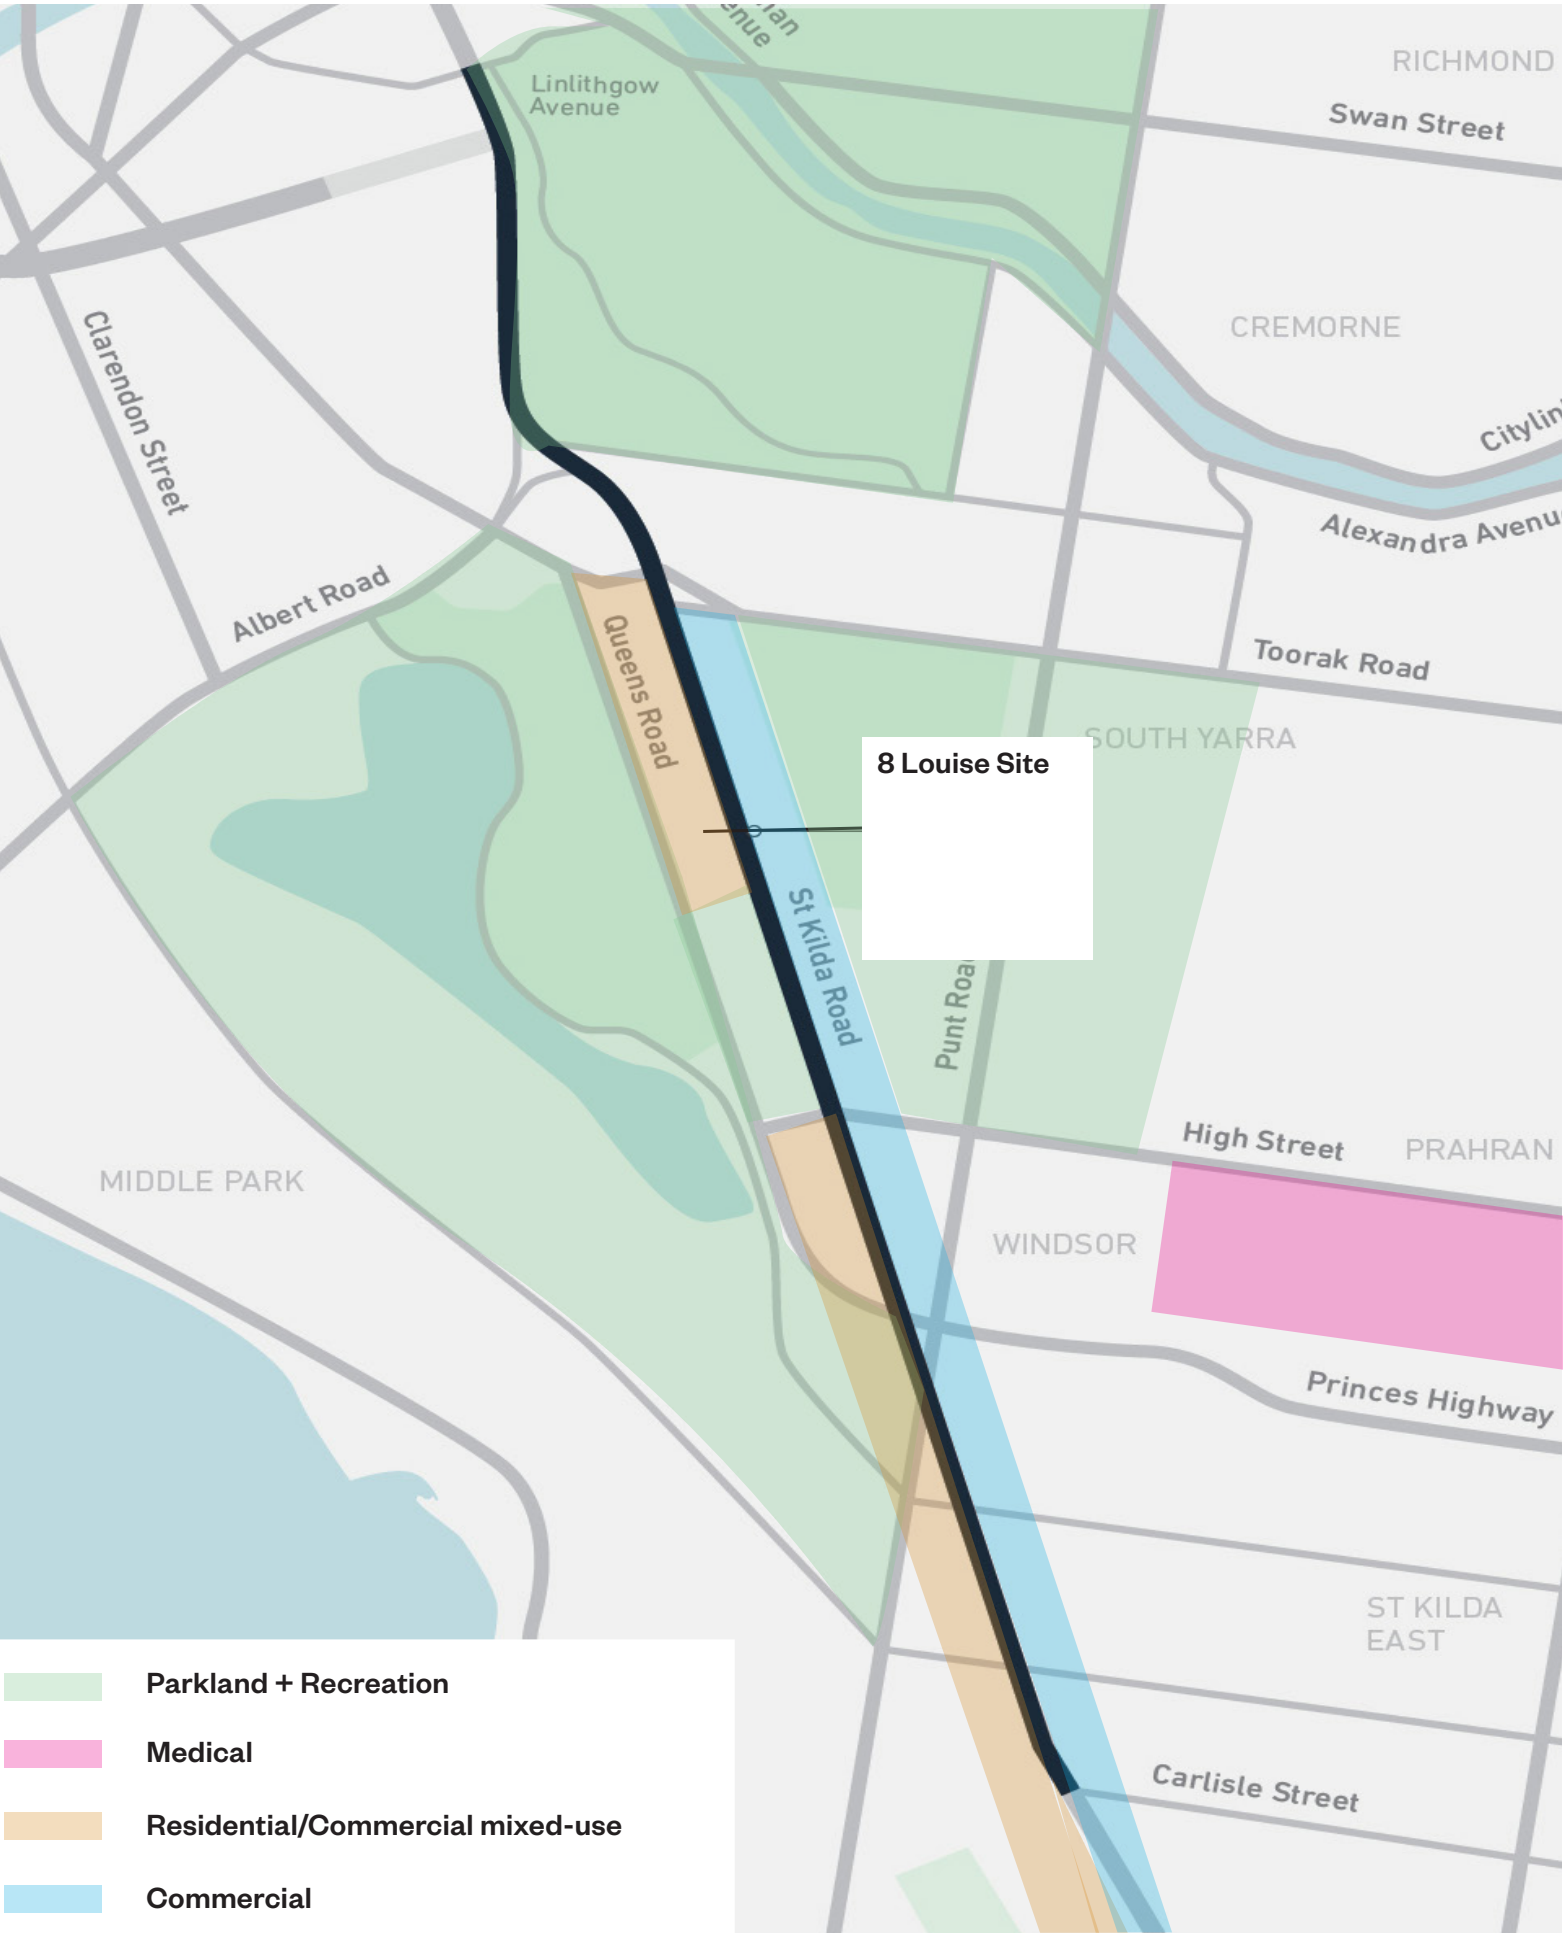 enue
RICHMOND
Linlithgow
Avenue
Swan Street
CREMORNE
Clarendon Street
Alexandra Avenu
Albert Road
Queens Road
Toorak Road
SOUTH YARRA
8 Louise Site
St Kilda Road
Punt Road
High Street
PRAHRAN
MIDDLE PARK
WINDSOR
Princes Highway
ST KILDA
EAST
Carlisle Street
Parkland + Recreation
Medical
Residential/Commercial mixed-use
Commercial